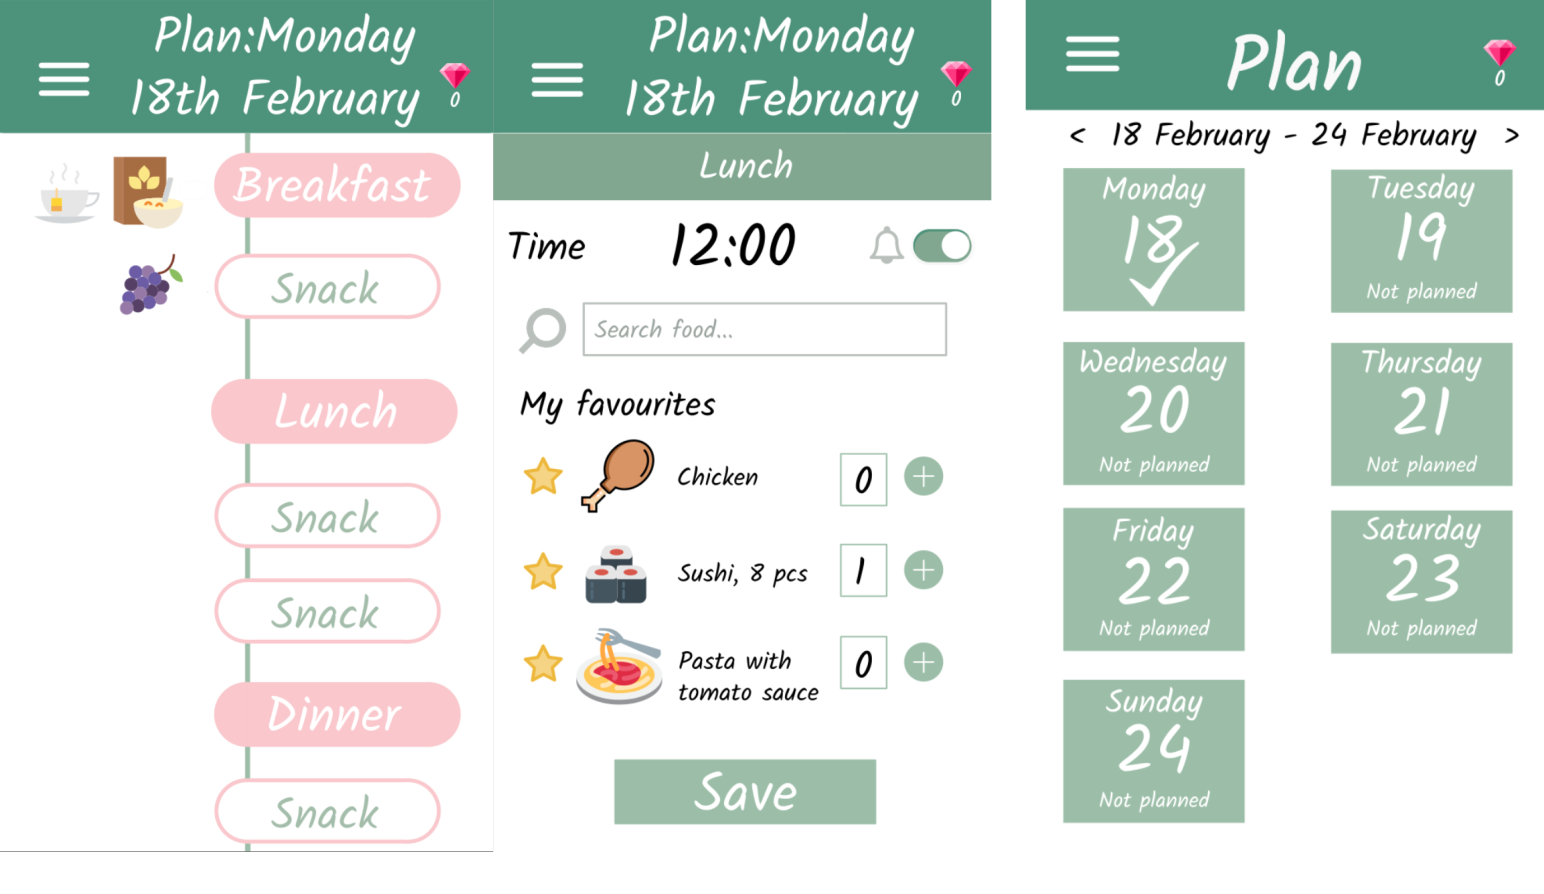 Plan:Monday
18th February
0
Breakfast
Snack
Lunch
Snack
Snack
Dinner
Snack
Plan:Monday
18th February
0
Lunch
Time 12:00
Search food...
My favourites
Chicken 0 +
Sushi, 8 pcs 1 +
Pasta with
tomato sauce 0 +
Save
Plan
0
< 18 February - 24 February >
Monday
18
Tuesday
19
Not planned
Wednesday
20
Not planned
Thursday
21
Not planned
Friday
22
Not planned
Saturday
23
Not planned
Sunday
24
Not planned